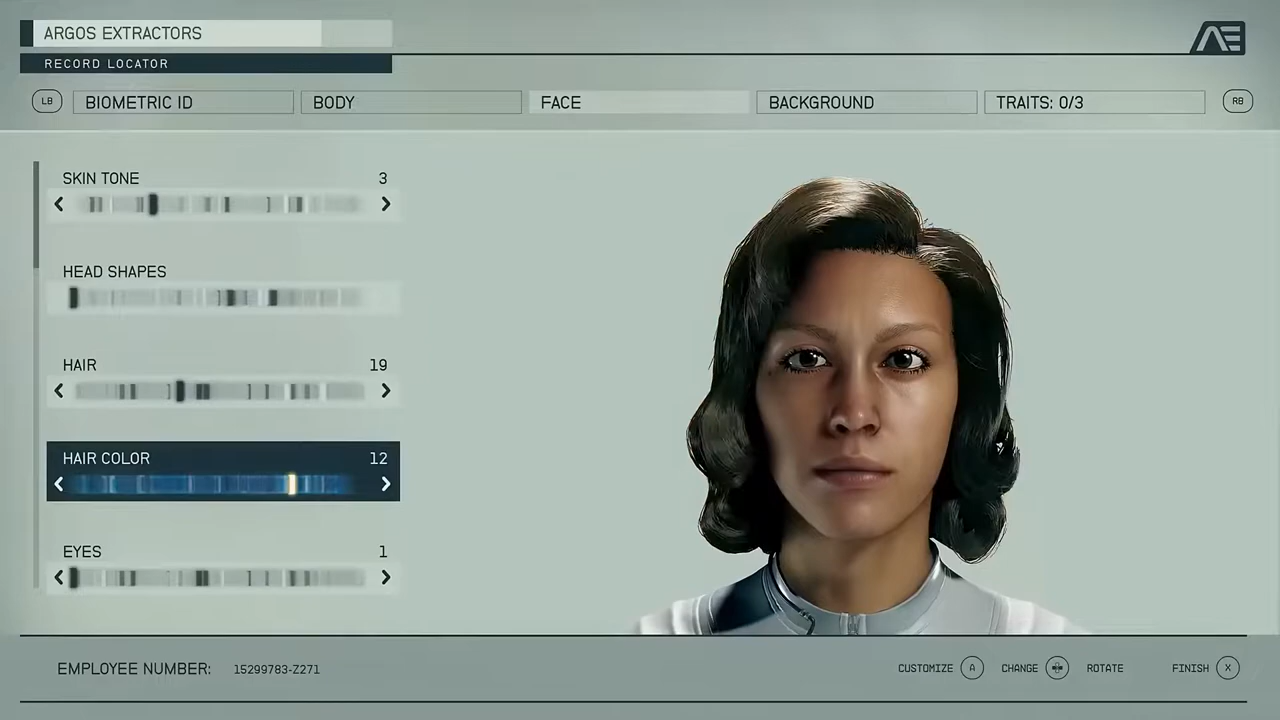 ARGOS EXTRACTORS
RECORD LOCATOR
AE
LB BIOMETRIC ID BODY FACE BACKGROUND TRAITS: 0/3 RB
SKIN TONE 3
HEAD SHAPES
HAIR 19
HAIR COLOR 12
EYES 1
EMPLOYEE NUMBER: 15299783-Z271 CUSTOMIZE A CHANGE ROTATE FINISH X